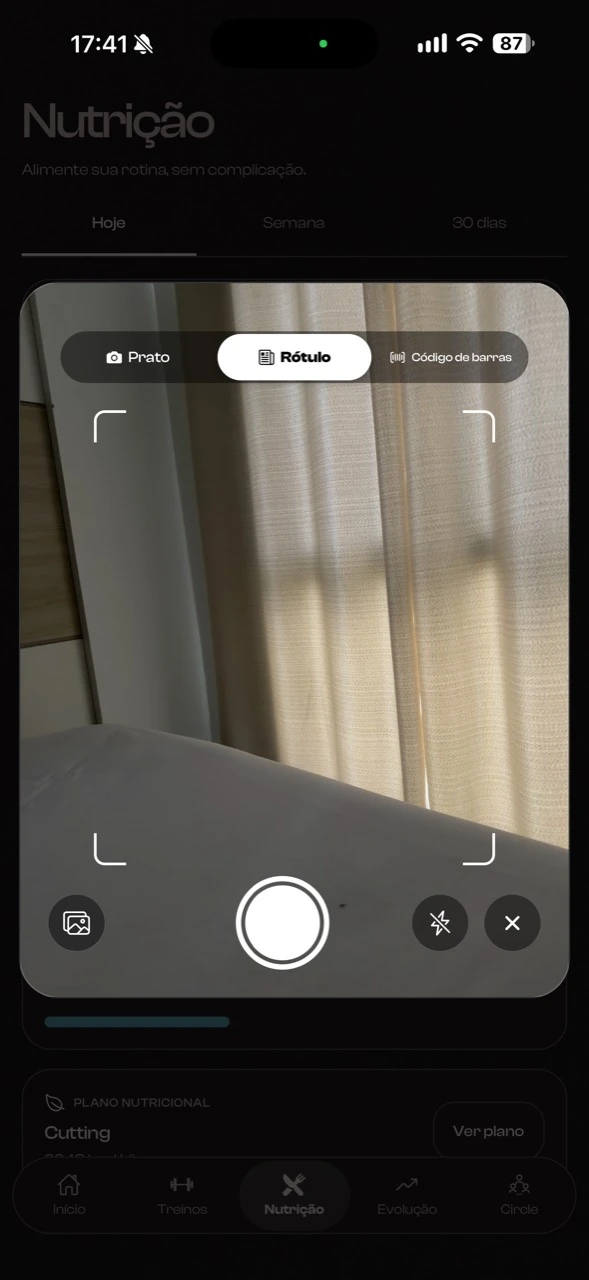 17:41
87
Nutrição
Alimente sua rotina, sem complicação.
Hoje
Semana
30 dias
Prato
Rótulo
Código de barras
PLANO NUTRICIONAL
Cutting
Ver plano
Início
Treinos
Nutrição
Evolução
Circle